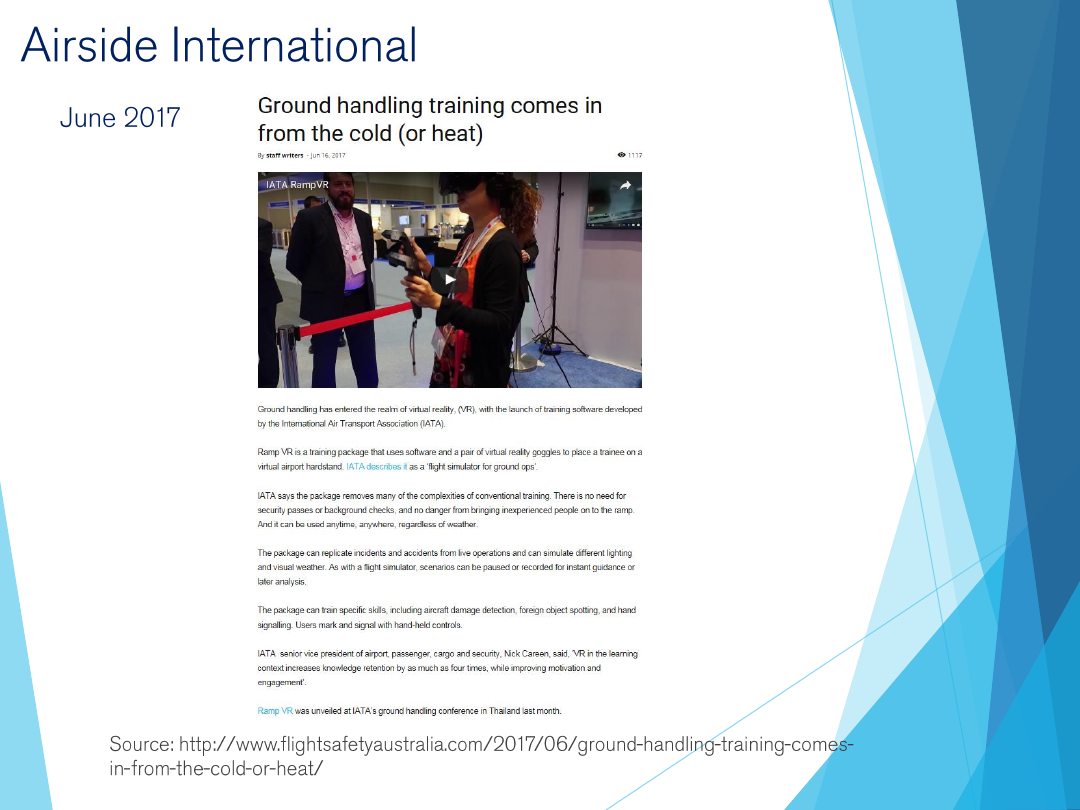 Airside International
June 2017
Ground handling training comes in
from the cold (or heat)
By staff writers - Jun 16, 2017
1117
IATA RampVR
Ground handling has entered the realm of virtual reality, (VR), with the launch of training software developed
by the International Air Transport Association (IATA).
Ramp VR is a training package that uses software and a pair of virtual reality goggles to place a trainee on a
virtual airport hardstand. IATA describes it as a 'flight simulator for ground ops'.
IATA says the package removes many of the complexities of conventional training. There is no need for
security passes or background checks, and no danger from bringing inexperienced people on to the ramp.
And it can be used anytime, anywhere, regardless of weather.
The package can replicate incidents and accidents from live operations and can simulate different lighting
and visual weather. As with a flight simulator, scenarios can be paused or recorded for instant guidance or
later analysis.
The package can train specific skills, including aircraft damage detection, foreign object spotting, and hand
signalling. Users mark and signal with hand-held controls.
IATA senior vice president of airport, passenger, cargo and security, Nick Careen, said, 'VR in the learning
context increases knowledge retention by as much as four times, while improving motivation and
engagement'.
Ramp VR was unveiled at IATA's ground handling conference in Thailand last month.
Source: http://www.flightsafetyaustralia.com/2017/06/ground-handling-training-comes-
in-from-the-cold-or-heat/